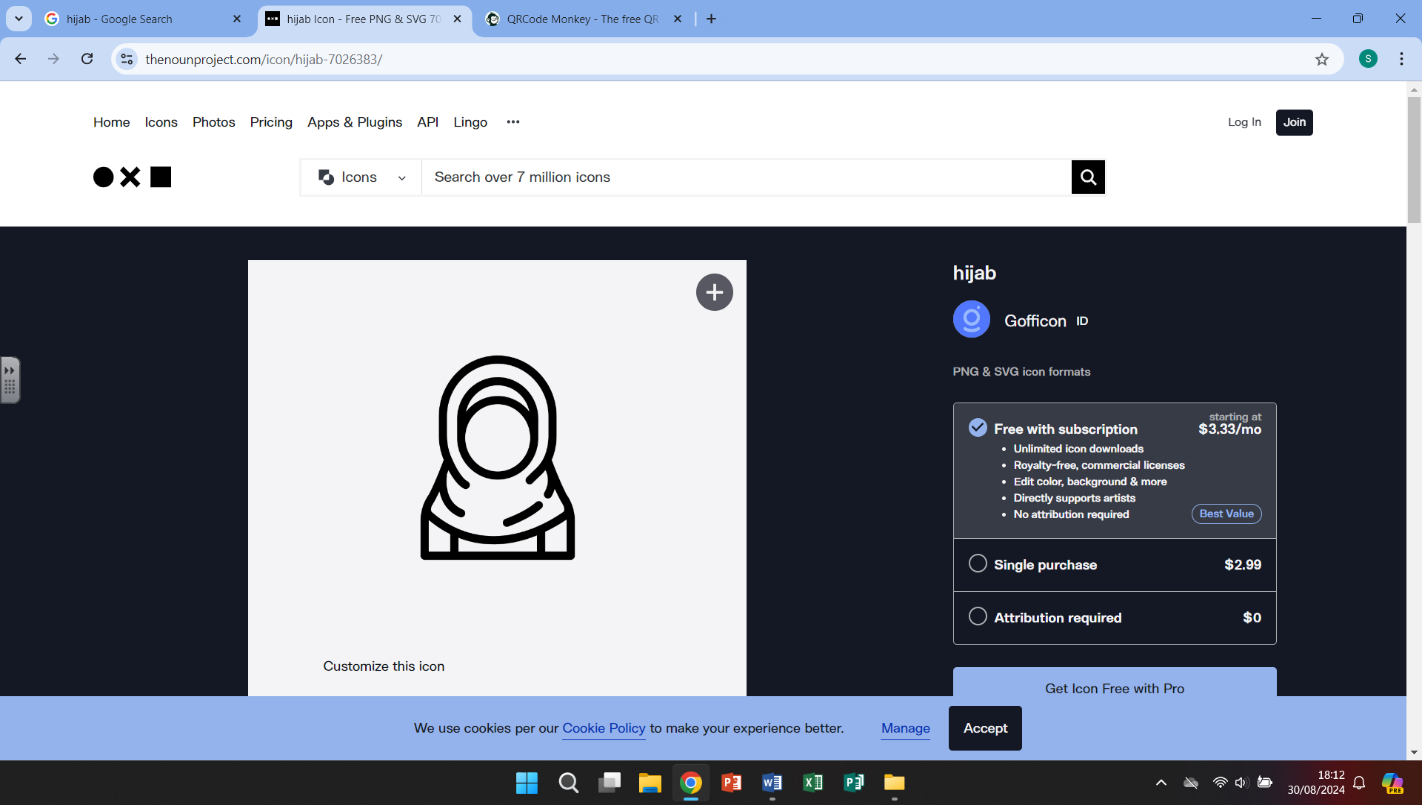 hijab - Google Search
hijab Icon - Free PNG & SVG 70
QRCode Monkey - The free QR
thenounproject.com/icon/hijab-7026383/
S
Home Icons Photos Pricing Apps & Plugins API Lingo
Log In Join
Icons Search over 7 million icons
hijab
Gofficon ID
PNG & SVG icon formats
starting at
Free with subscription $3.33/mo
• Unlimited icon downloads
• Royalty-free, commercial licenses
• Edit color, background & more
• Directly supports artists
• No attribution required
Best Value
Single purchase $2.99
Attribution required $0
Customize this icon
Get Icon Free with Pro
We use cookies per our Cookie Policy to make your experience better. Manage Accept
18:12
30/08/2024
PRE